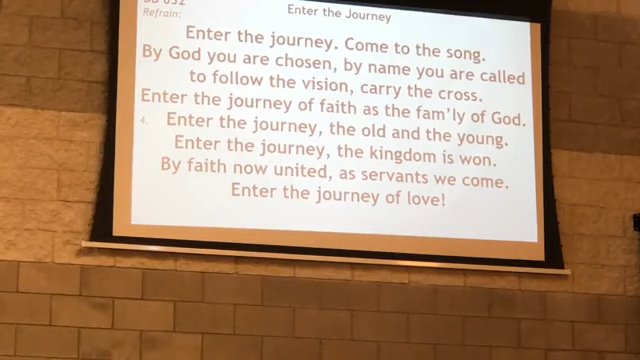 Enter the Journey
Refrain:
Enter the journey. Come to the song.
By God you are chosen, by name you are called
to follow the vision, carry the cross.
Enter the journey of faith as the fam'ly of God.
4. Enter the journey, the old and the young.
Enter the journey, the kingdom is won.
By faith now united, as servants we come.
Enter the journey of love!